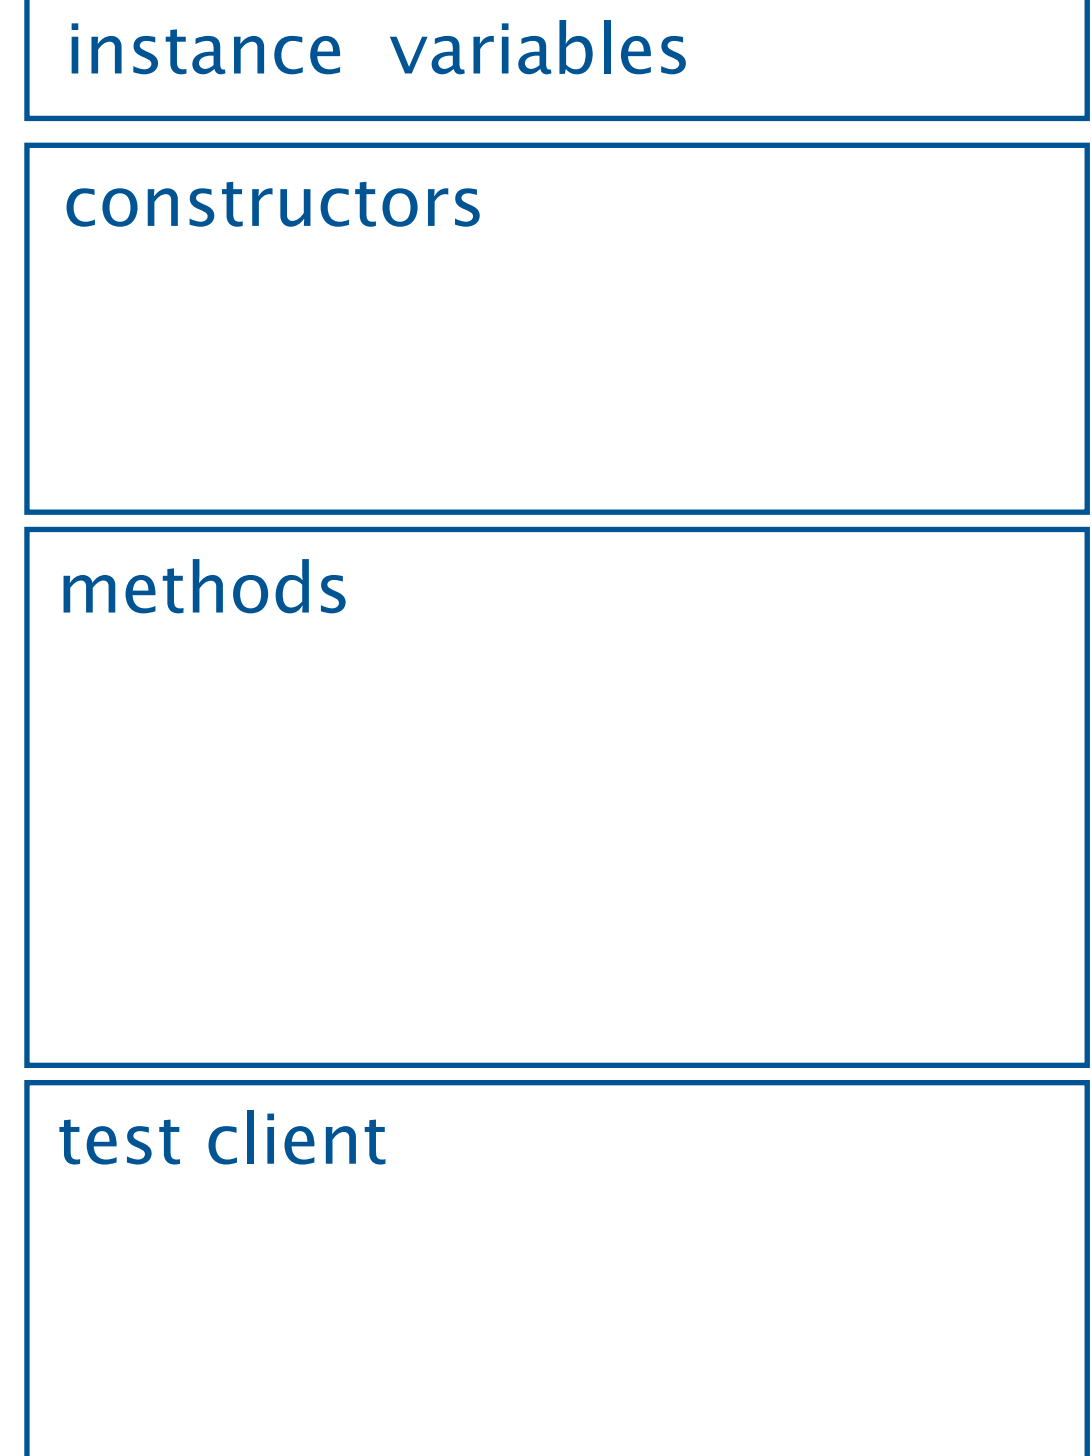 instance variables
constructors
methods
test client